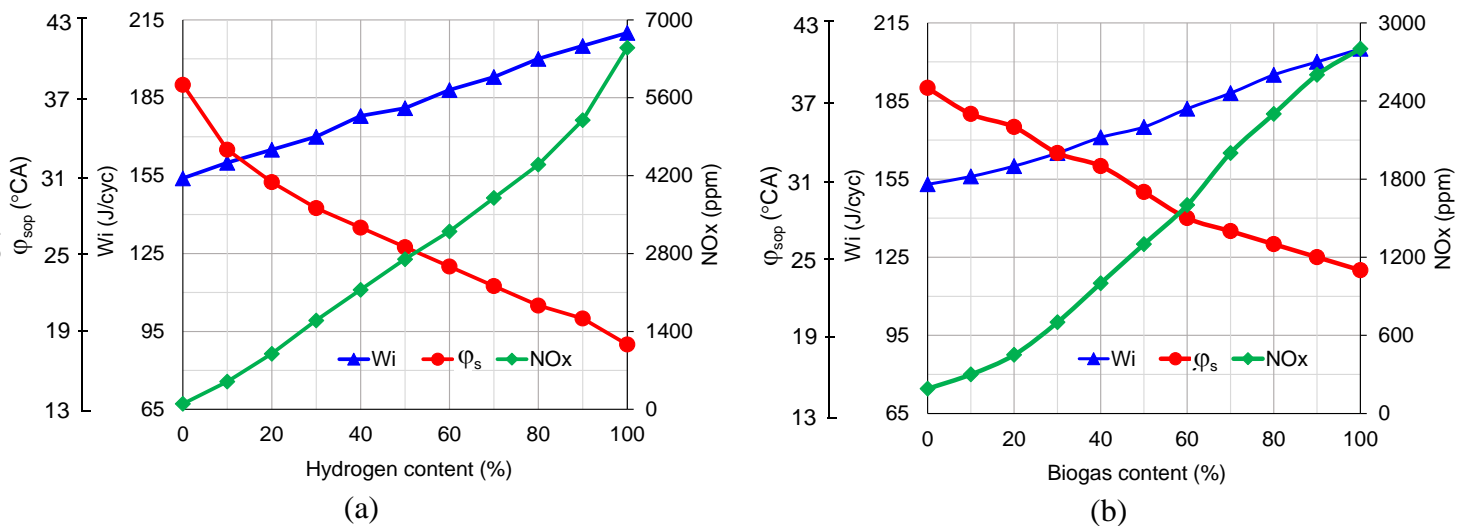 43
37
31
25
19
13
φsop (°CA)
215
185
155
125
95
65
Wi (J/cyc)
7000
5600
4200
2800
1400
0
NOx (ppm)
Wi φs NOx
0 20 40 60 80 100
Hydrogen content (%)
(a)
43
37
31
25
19
13
φsop (°CA)
215
185
155
125
95
65
Wi (J/cyc)
3000
2400
1800
1200
600
0
NOx (ppm)
Wi φs NOx
0 20 40 60 80 100
Biogas content (%)
(b)